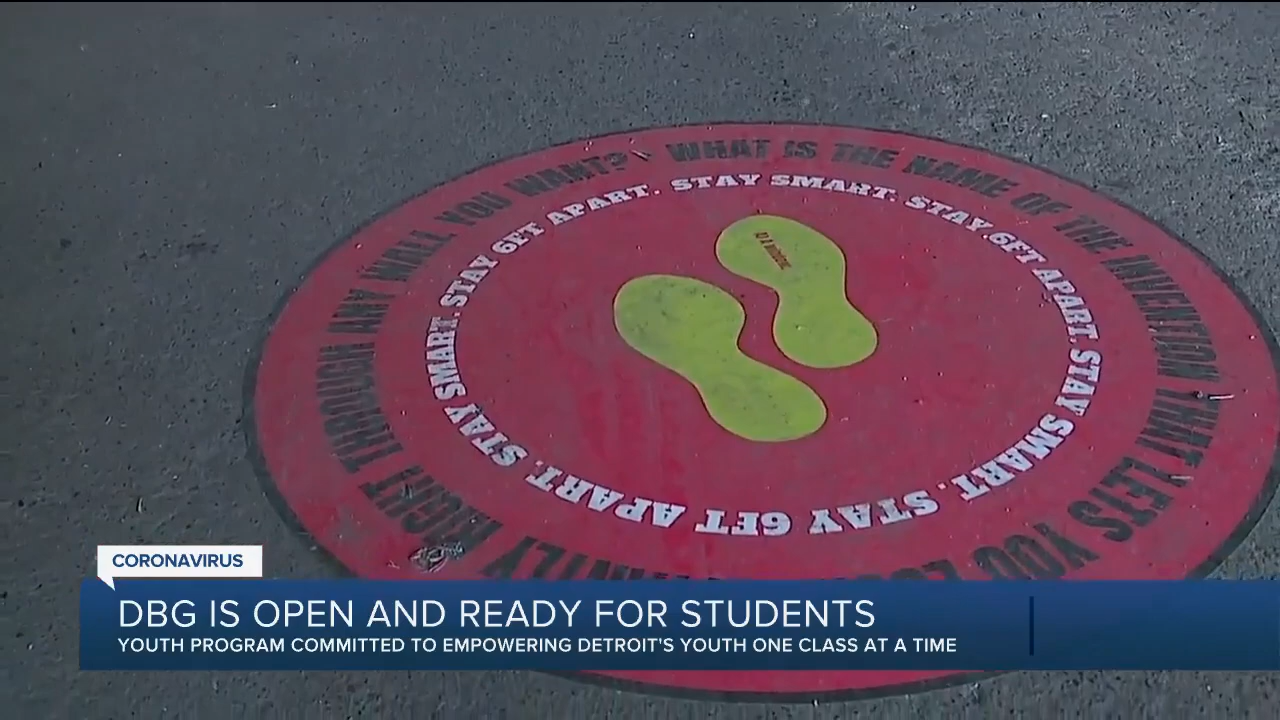 WHAT IS THE NAME OF THE INVENTION THAT LETS YOU RIGHT THROUGH ANY WALL YOU WANT?
STAY SMART. STAY 6FT APART. STAY SMART. STAY 6FT APART. STAY SMART. STAY 6FT APART.
CORONAVIRUS
DBG IS OPEN AND READY FOR STUDENTS
YOUTH PROGRAM COMMITTED TO EMPOWERING DETROIT'S YOUTH ONE CLASS AT A TIME